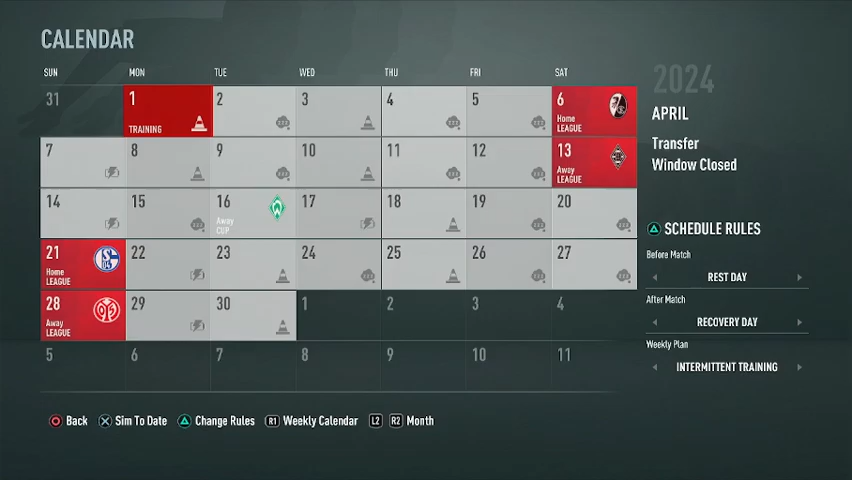 CALENDAR
SUN MON TUE WED THU FRI SAT
31 1 2 3 4 5 6
TRAINING
Home
LEAGUE
7 8 9 10 11 12 13
Away
LEAGUE
14 15 16 17 18 19 20
Away
CUP
21 22 23 24 25 26 27
Home
LEAGUE
28 29 30 1 2 3 4
Away
LEAGUE
5 6 7 8 9 10 11
2024
APRIL
Transfer
Window Closed
SCHEDULE RULES
Before Match
REST DAY
After Match
RECOVERY DAY
Weekly Plan
INTERMITTENT TRAINING
Back Sim To Date Change Rules R1 Weekly Calendar L2 R2 Month